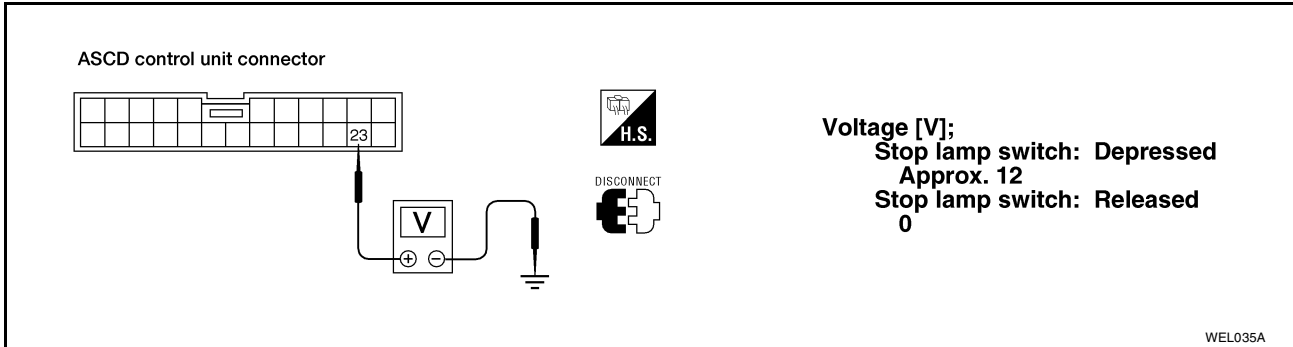 ASCD control unit connector
23
V
H.S.
DISCONNECT
Voltage [V];
Stop lamp switch: Depressed
Approx. 12
Stop lamp switch: Released
0
WEL035A